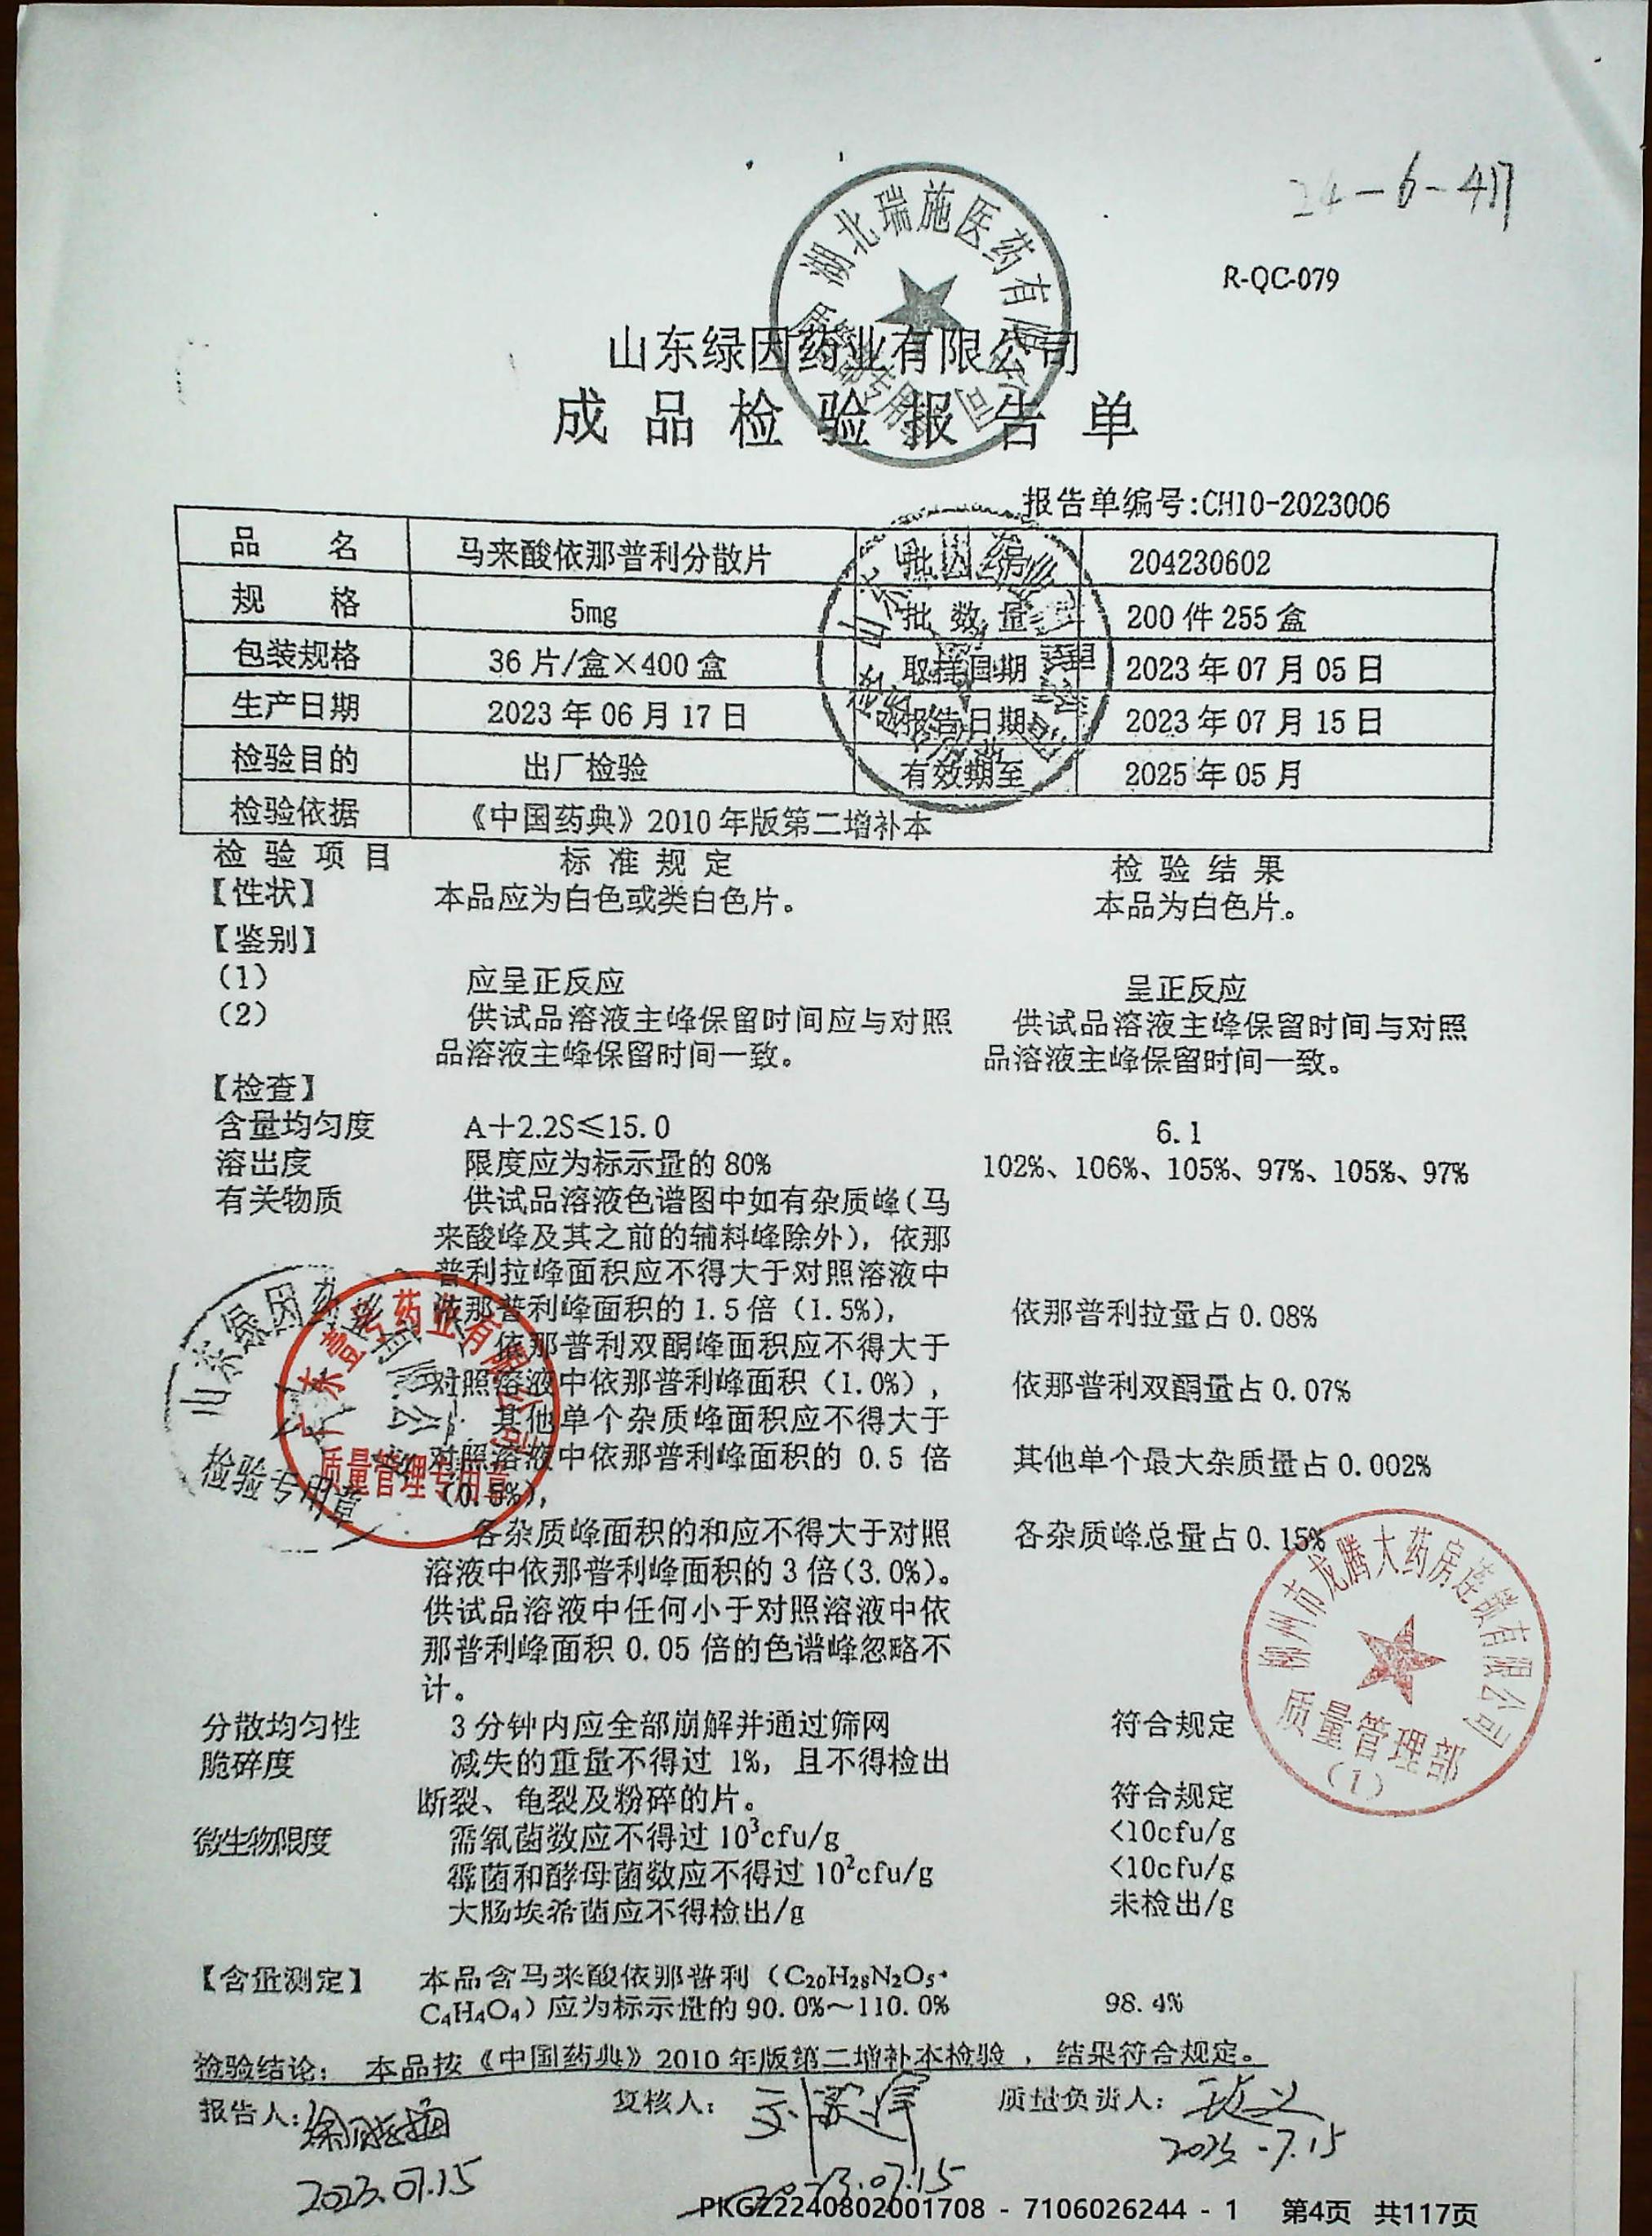 24-6-4
R-QC-079
湖北瑞施医药有限公司
山东绿因药业有限公司
成品检验报告单
报告单编号:CH10-2023006
品 名 马来酸依那普利分散片 204230602
规 格 5mg 批数量 200件255盒
包装规格 36片/盒×400盒 取样日期 2023年07月05日
生产日期 2023年06月17日 报告日期 2023年07月15日
检验目的 出厂检验 有效期至 2025年05月
检验依据 《中国药典》2010年版第二增补本
检验项目 标准规定 检验结果
【性状】 本品应为白色或类白色片。 本品为白色片。
【鉴别】
(1) 应呈正反应 呈正反应
(2) 供试品溶液主峰保留时间应与对照 供试品溶液主峰保留时间与对照
品溶液主峰保留时间一致。 品溶液主峰保留时间一致。
【检查】
含量均匀度 A+2.2S≤15.0 6.1
溶出度 限度应为标示量的80% 102%、106%、105%、97%、105%、97%
有关物质 供试品溶液色谱图中如有杂质峰(马
来酸峰及其之前的辅料峰除外),依那
普利拉峰面积应不得大于对照溶液中
依那普利峰面积的1.5倍(1.5%), 依那普利拉量占0.08%
依那普利双酮峰面积应不得大于
对照溶液中依那普利峰面积(1.0%), 依那普利双酮量占0.07%
其他单个杂质峰面积应不得大于
对照溶液中依那普利峰面积的 0.5 倍 其他单个最大杂质量占0.002%
(0.5%),
各杂质峰面积的和应不得大于对照 各杂质峰总量占0.15%
溶液中依那普利峰面积的3倍(3.0%)。
供试品溶液中任何小于对照溶液中依
那普利峰面积0.05倍的色谱峰忽略不
计。
山东绿因药业有限公司
检验专用章
广东壹号药业有限公司
质量管理专用章
柳州市龙腾大药房连锁有限公司
质量管理部
(1)
分散均匀性 3分钟内应全部崩解并通过筛网 符合规定
脆碎度 减失的重量不得过 1%,且不得检出
断裂、龟裂及粉碎的片。 符合规定
微生物限度 需氧菌数应不得过10³cfu/g <10cfu/g
霉菌和酵母菌数应不得过10²cfu/g <10cfu/g
大肠埃希菌应不得检出/g 未检出/g
【含量测定】 本品含马来酸依那普利(C₂₀H₂₈N₂O₅·
C₄H₄O₄)应为标示量的90.0%~110.0% 98.4%
检验结论: 本品按《中国药典》2010年版第二增补本检验,结果符合规定。
报告人: 复核人: 质量负责人:
2023.07.15 2023.07.15 2023.7.15
PKGZ2240802001708 - 7106026244 - 1 第4页 共117页